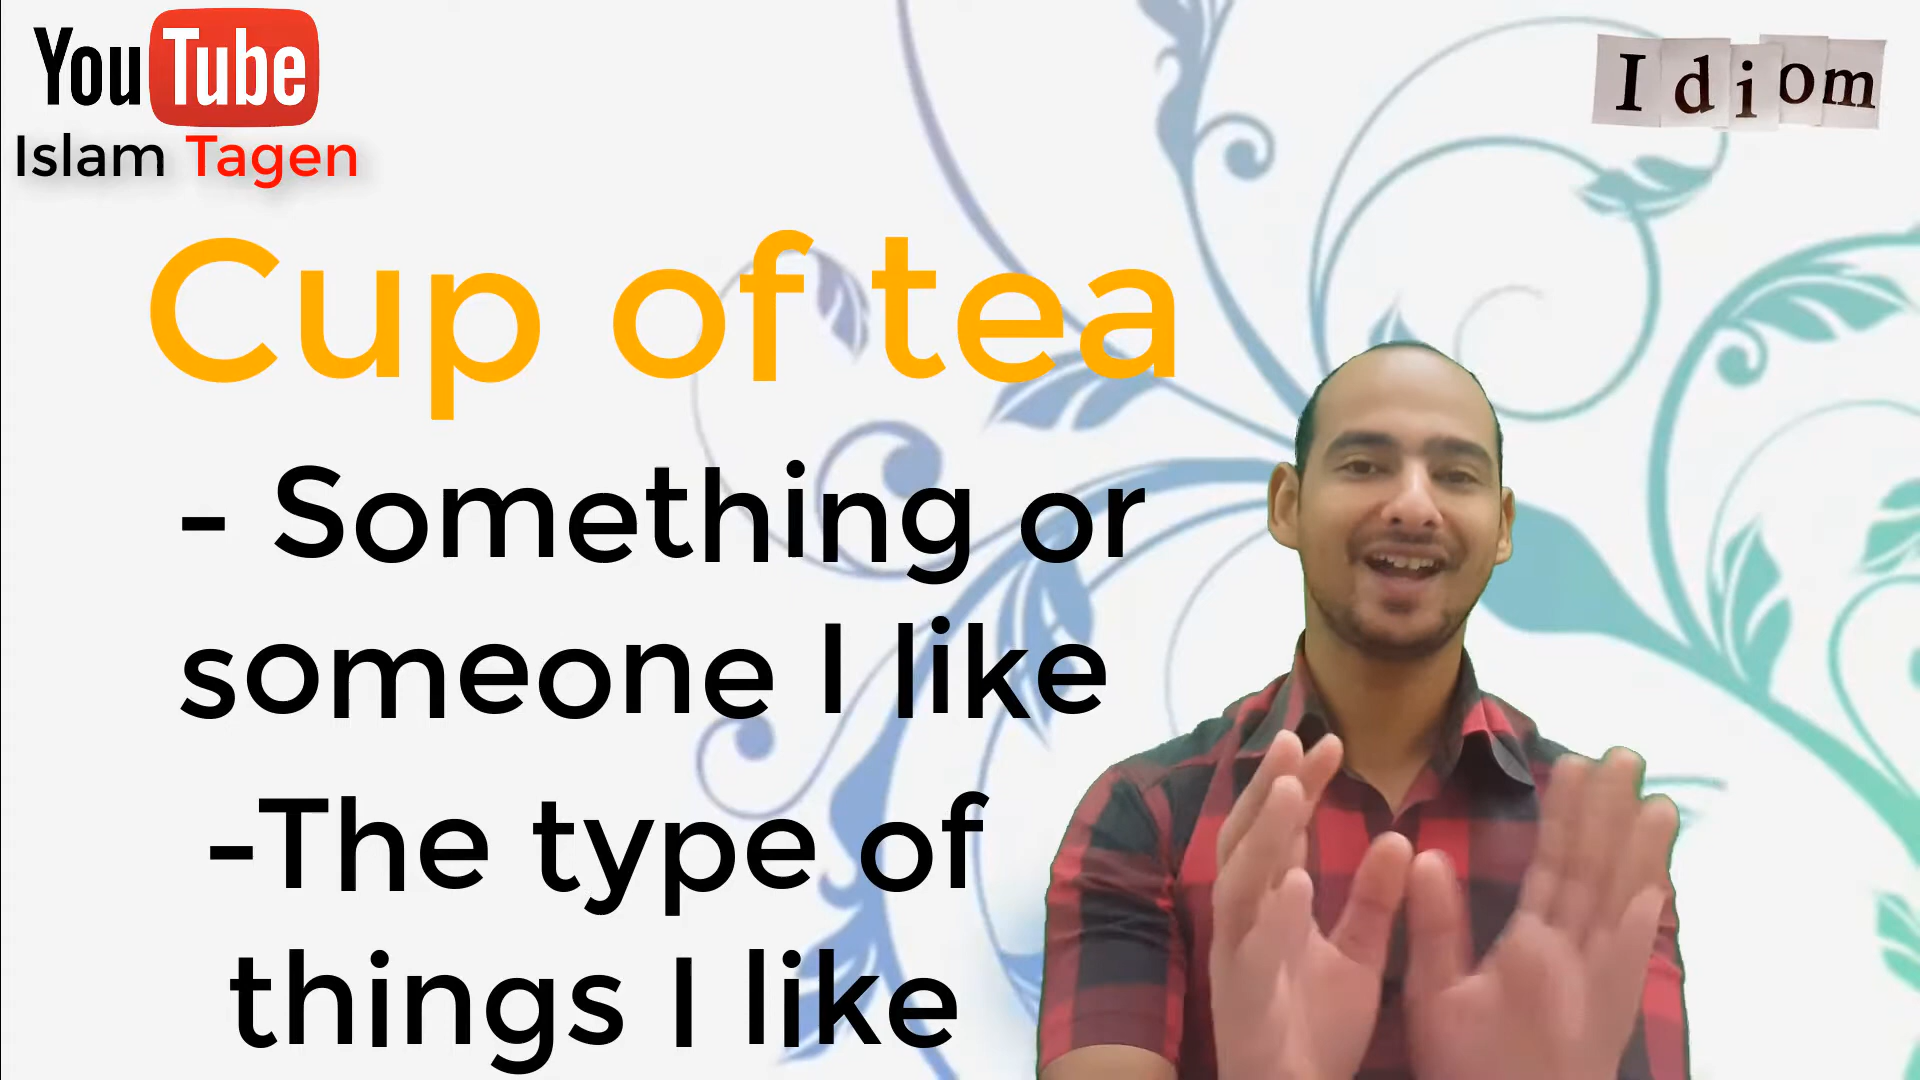 YouTube
Islam Tagen
Idiom
Cup of tea
- Something or
someone I like
-The type of
things I like